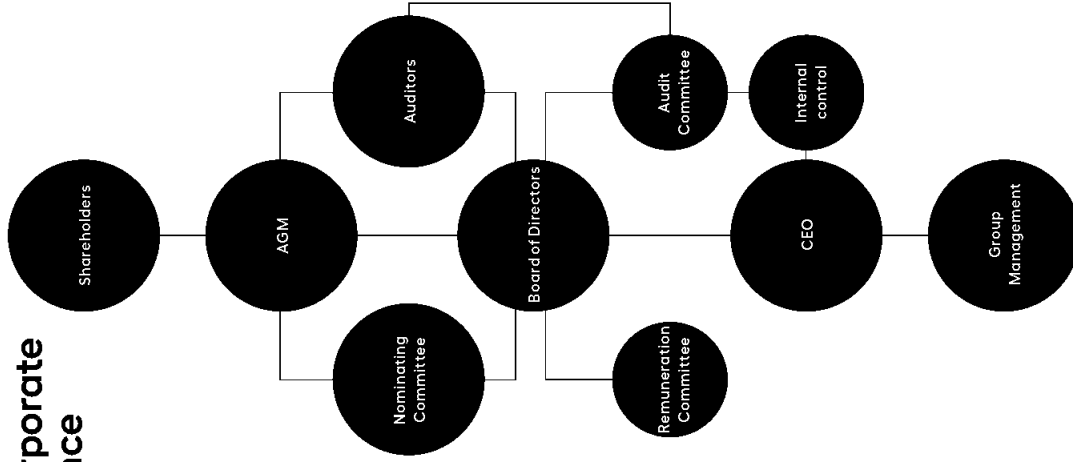 rporate
nce
Shareholders
AGM
Nominating
Committee
Auditors
Board of Directors
Remuneration
Committee
Audit
Committee
Internal
control
CEO
Group
Management